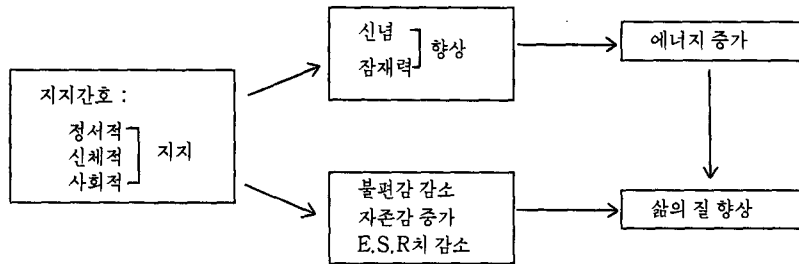 신념
잠재력
향상
에너지 증가
지지간호 :
정서적
신체적
사회적
지지
불편감 감소
자존감 증가
E.S.R치 감소
삶의 질 향상